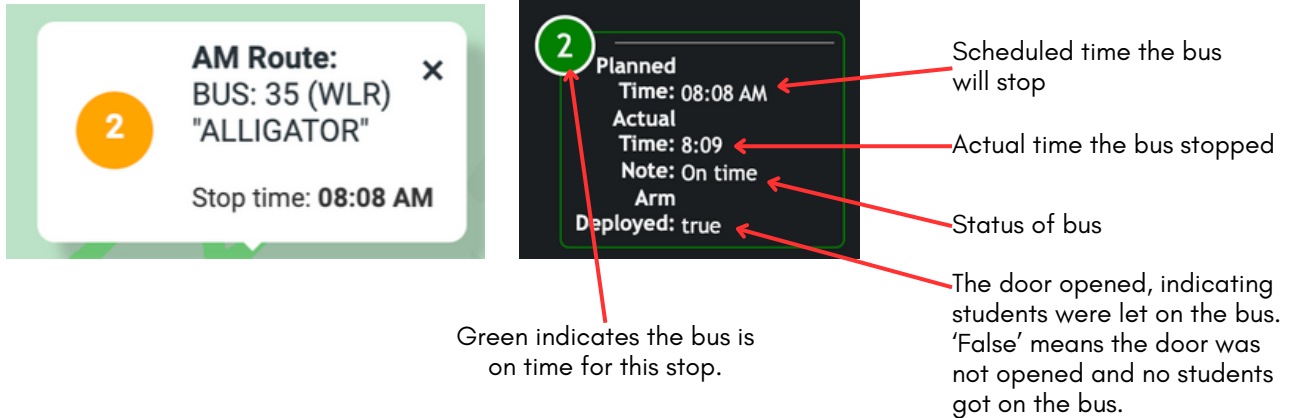 2
AM Route:
BUS: 35 (WLR)
"ALLIGATOR"
Stop time: 08:08 AM
×
2
Planned
Time: 08:08 AM
Actual
Time: 8:09
Note: On time
Arm
Deployed: true
Scheduled time the bus
will stop
Actual time the bus stopped
Status of bus
The door opened, indicating
students were let on the bus.
‘False’ means the door was
not opened and no students
got on the bus.
Green indicates the bus is
on time for this stop.